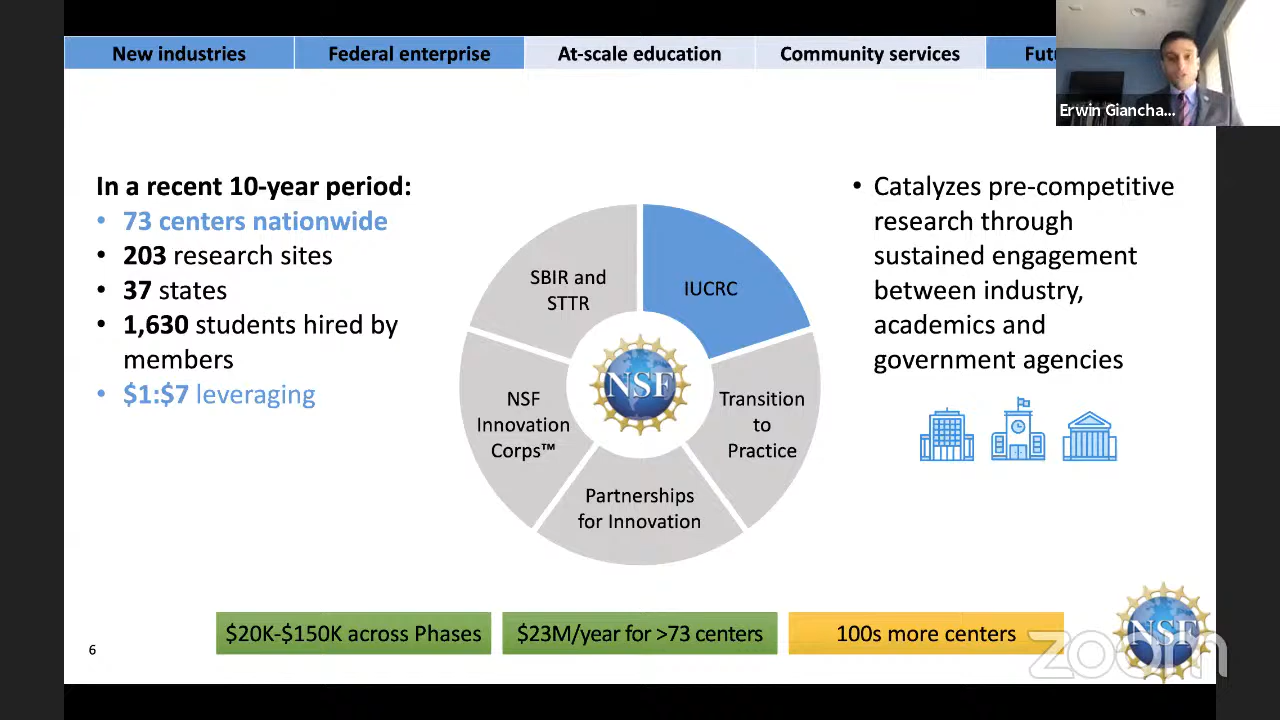 New industries
Federal enterprise
At-scale education
Community services
Fut
Erwin Giancha...
In a recent 10-year period:
• 73 centers nationwide
• 203 research sites
• 37 states
• 1,630 students hired by
members
• $1:$7 leveraging
SBIR and
STTR
IUCRC
NSF
Innovation
Corps™
NSF
Transition
to
Practice
Partnerships
for Innovation
• Catalyzes pre-competitive
research through
sustained engagement
between industry,
academics and
government agencies
$20K-$150K across Phases
$23M/year for >73 centers
100s more centers
6
NSF
zoom